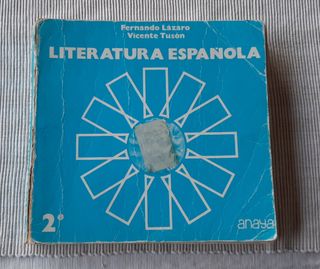 Fernando Lázaro
Vicente Tusón
LITERATURA ESPAÑOLA
2º
anaya